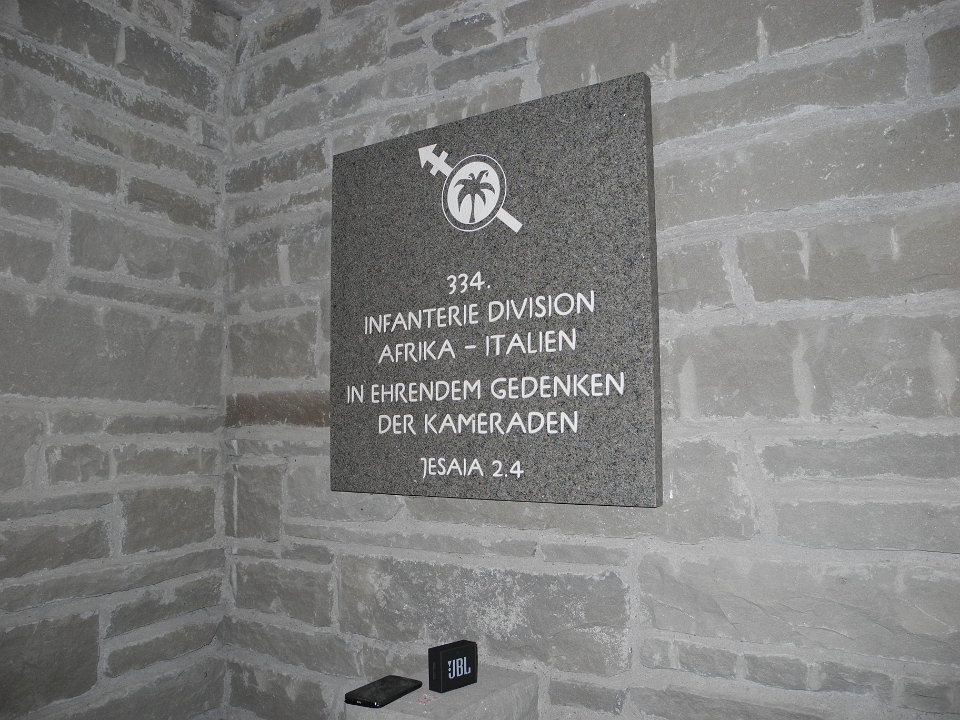 334.
INFANTERIE DIVISION
AFRIKA - ITALIEN
IN EHRENDEM GEDENKEN
DER KAMERADEN
JESAIA 2.4
JBL